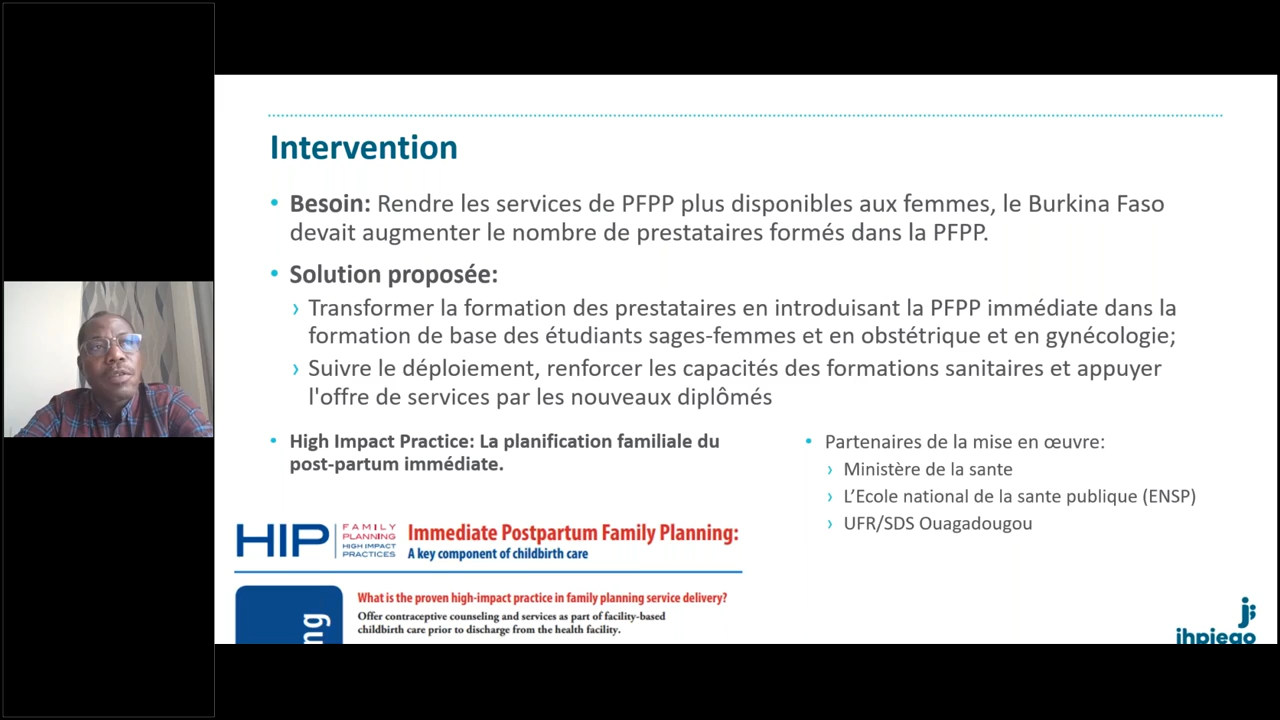 Intervention
Besoin: Rendre les services de PFPP plus disponibles aux femmes, le Burkina Faso
devait augmenter le nombre de prestataires formés dans la PFPP.
Solution proposée:
Transformer la formation des prestataires en introduisant la PFPP immédiate dans la
formation de base des étudiants sages-femmes et en obstétrique et en gynécologie;
Suivre le déploiement, renforcer les capacités des formations sanitaires et appuyer
l'offre de services par les nouveaux diplômés
High Impact Practice: La planification familiale du
post-partum immédiate.
Partenaires de la mise en œuvre:
Ministère de la sante
L'Ecole national de la sante publique (ENSP)
UFR/SDS Ouagadougou
HIP
FAMILY
PLANNING
HIGH IMPACT
PRACTICES
Immediate Postpartum Family Planning:
A key component of childbirth care
What is the proven high-impact practice in family planning service delivery?
Offer contraceptive counseling and services as part of facility-based
childbirth care prior to discharge from the health facility.
ng
jhpiego